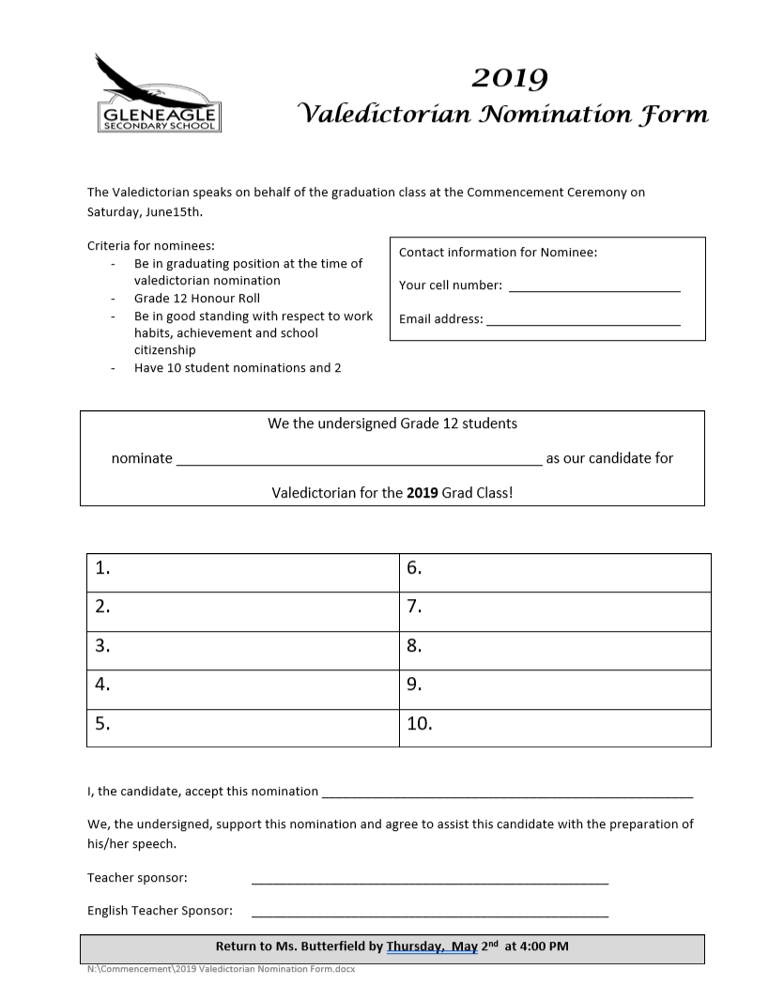 GLENEAGLE
SECONDARY SCHOOL
2019
Valedictorian Nomination Form
The Valedictorian speaks on behalf of the graduation class at the Commencement Ceremony on
Saturday, June15th.
Criteria for nominees:
- Be in graduating position at the time of
valedictorian nomination
- Grade 12 Honour Roll
- Be in good standing with respect to work
habits, achievement and school
citizenship
- Have 10 student nominations and 2
Contact information for Nominee:
Your cell number:
Email address:
We the undersigned Grade 12 students
nominate as our candidate for
Valedictorian for the 2019 Grad Class!
1. 6.
2. 7.
3. 8.
4. 9.
5. 10.
I, the candidate, accept this nomination
We, the undersigned, support this nomination and agree to assist this candidate with the preparation of
his/her speech.
Teacher sponsor:
English Teacher Sponsor:
Return to Ms. Butterfield by Thursday, May 2nd at 4:00 PM
N:\Commencement\2019 Valedictorian Nomination Form.docx